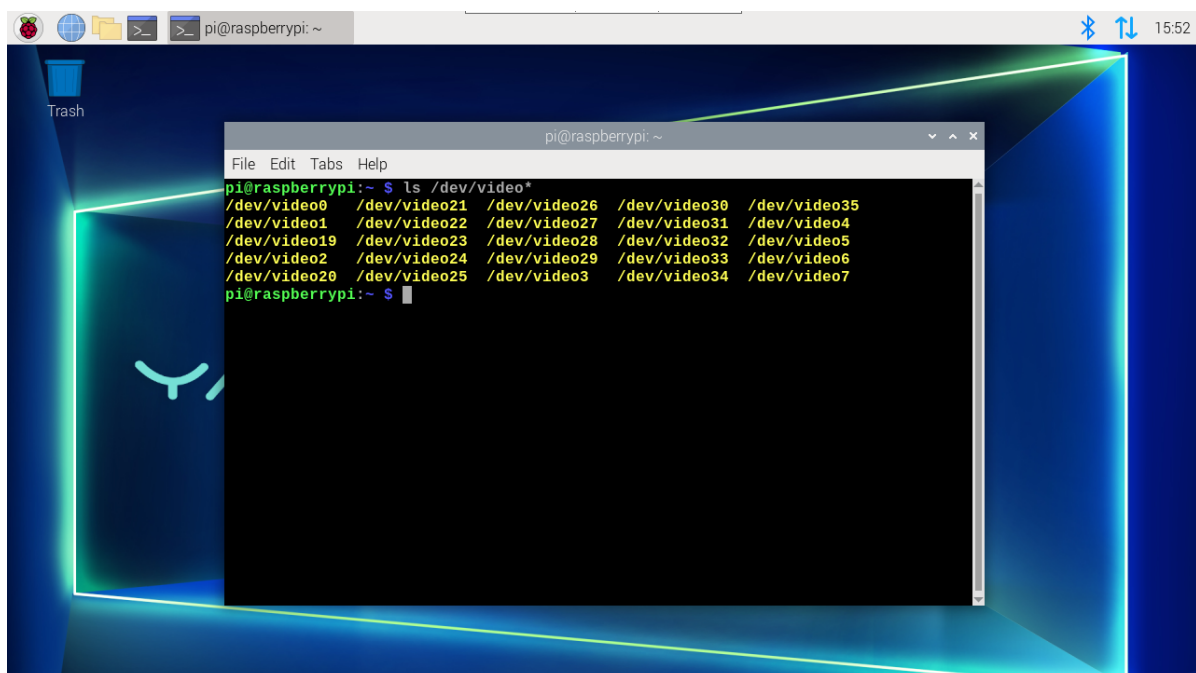 pi@raspberrypi: ~
15:52
Trash
pi@raspberrypi: ~
File Edit Tabs Help
pi@raspberrypi:~ $ ls /dev/video*
/dev/video0 /dev/video21 /dev/video26 /dev/video30 /dev/video35
/dev/video1 /dev/video22 /dev/video27 /dev/video31 /dev/video4
/dev/video19 /dev/video23 /dev/video28 /dev/video32 /dev/video5
/dev/video2 /dev/video24 /dev/video29 /dev/video33 /dev/video6
/dev/video20 /dev/video25 /dev/video3 /dev/video34 /dev/video7
pi@raspberrypi:~ $